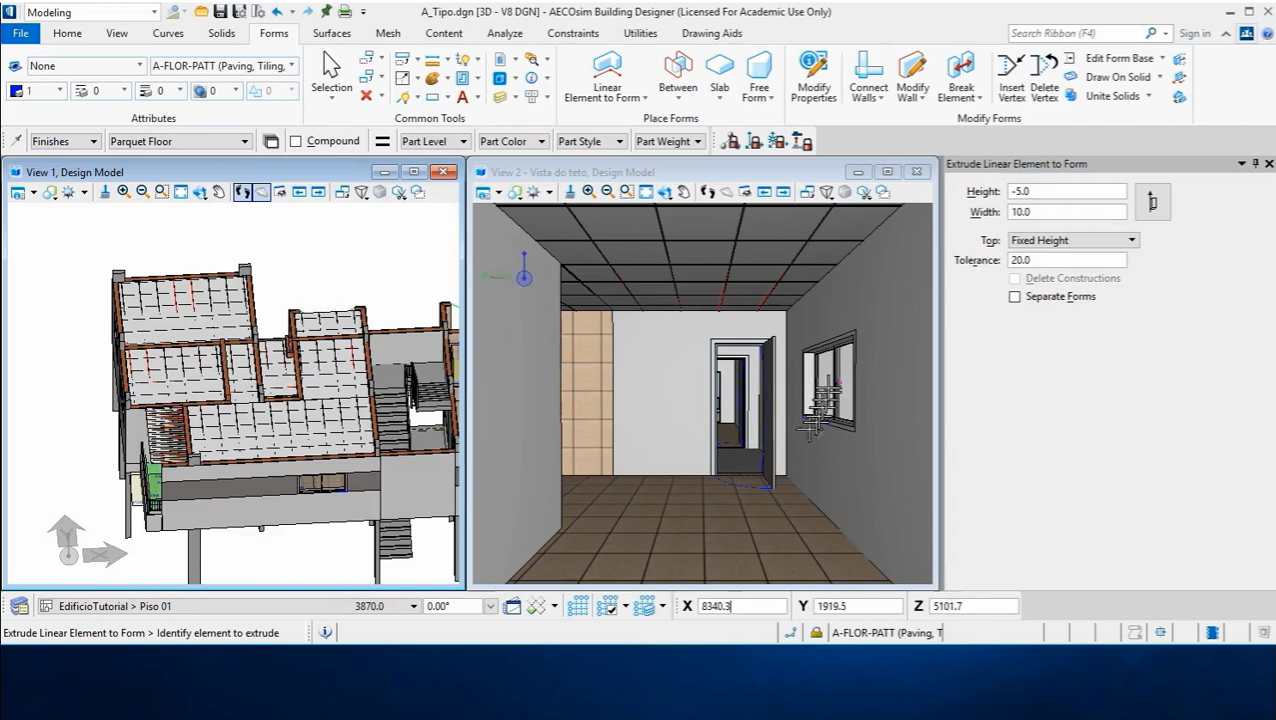 Modeling
A_Tipo.dgn [3D - V8 DGN] - AECOsim Building Designer (Licensed For Academic Use Only)
File Home View Curves Solids Forms Surfaces Mesh Content Analyze Constraints Utilities Drawing Aids
Search Ribbon (F4) Sign in
None A-FLOR-PATT (Paving, Tiling,
1 0 0 0 0
Selection
Linear Element to Form
Between
Slab
Free Form
Modify Properties
Connect Walls
Modify Wall
Break Element
Insert Vertex
Delete Vertex
Edit Form Base
Draw On Solid
Unite Solids
Attributes Common Tools Place Forms Modify Forms
Finishes Parquet Floor Compound Part Level Part Color Part Style Part Weight
View 1, Design Model
View 2 - Vista do teto, Design Model
Extrude Linear Element to Form
Height: -5.0
Width: 10.0
Top: Fixed Height
Tolerance: 20.0
Delete Constructions
Separate Forms
EdificioTutorial > Piso 01 3870.0 0.00° X 8340.3 Y 1919.5 Z 5101.7
Extrude Linear Element to Form > Identify element to extrude
A-FLOR-PATT (Paving, T